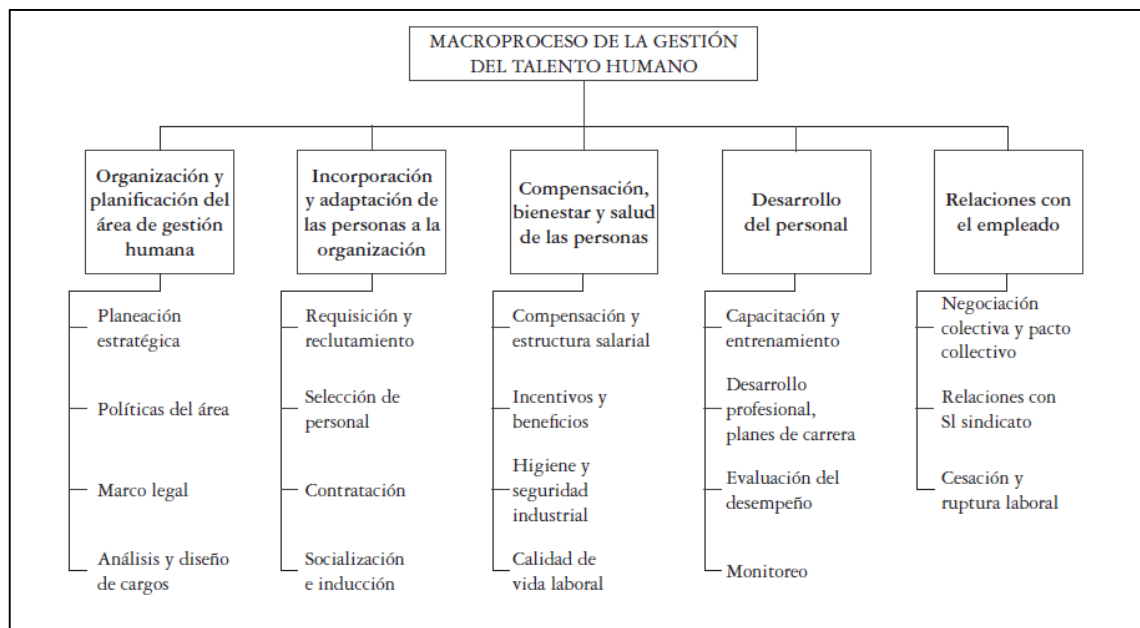 MACROPROCESO DE LA GESTIÓN
DEL TALENTO HUMANO
Organización y
planificación del
área de gestión
humana
Planeación
estratégica
Políticas del área
Marco legal
Análisis y diseño
de cargos
Incorporación
y adaptación de
las personas a la
organización
Requisición y
reclutamiento
Selección de
personal
Contratación
Socialización
e inducción
Compensación,
bienestar y salud
de las personas
Compensación y
estructura salarial
Incentivos y
beneficios
Higiene y
seguridad
industrial
Calidad de
vida laboral
Desarrollo
del personal
Capacitación y
entrenamiento
Desarrollo
profesional,
planes de carrera
Evaluación del
desempeño
Monitoreo
Relaciones con
el empleado
Negociación
colectiva y pacto
collectivo
Relaciones con
Sl sindicato
Cesación y
ruptura laboral